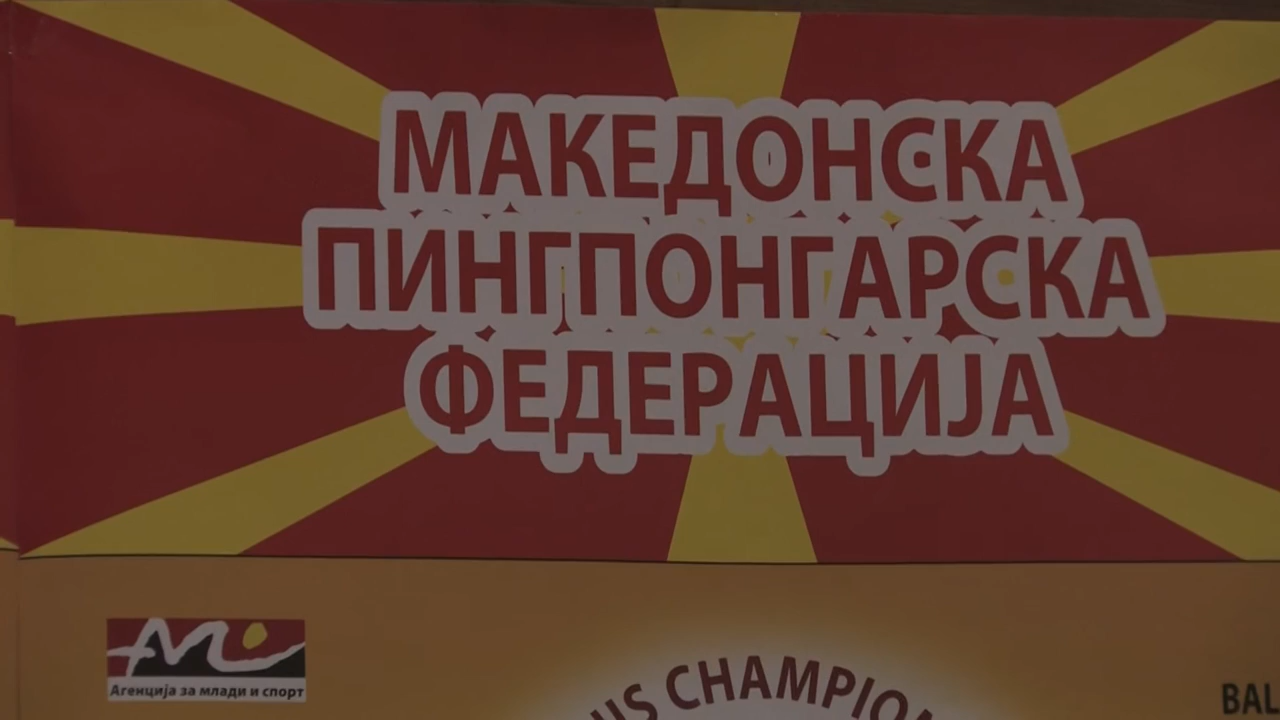 МАКЕДОНСКА
ПИНГПОНГАРСКА
ФЕДЕРАЦИЈА
Агенција за млади и спорт